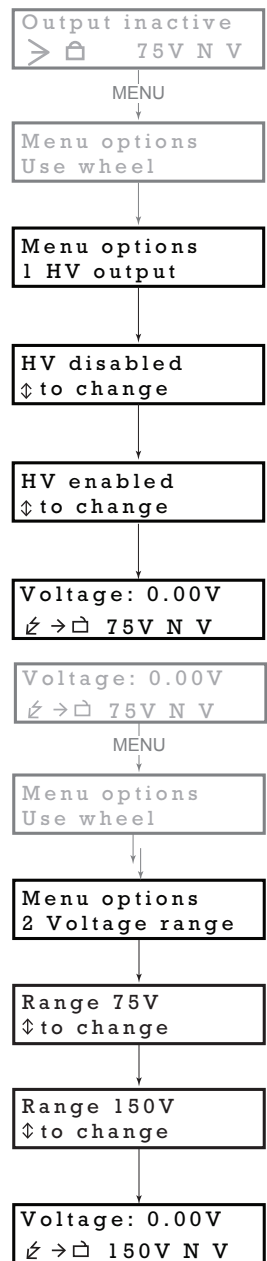 Output inactive
75V N V
MENU
Menu options
Use wheel
Menu options
1 HV output
HV disabled
⇕ to change
HV enabled
⇕ to change
Voltage: 0.00V
→ 75V N V
Voltage: 0.00V
→ 75V N V
MENU
Menu options
Use wheel
Menu options
2 Voltage range
Range 75V
⇕ to change
Range 150V
⇕ to change
Voltage: 0.00V
→ 150V N V